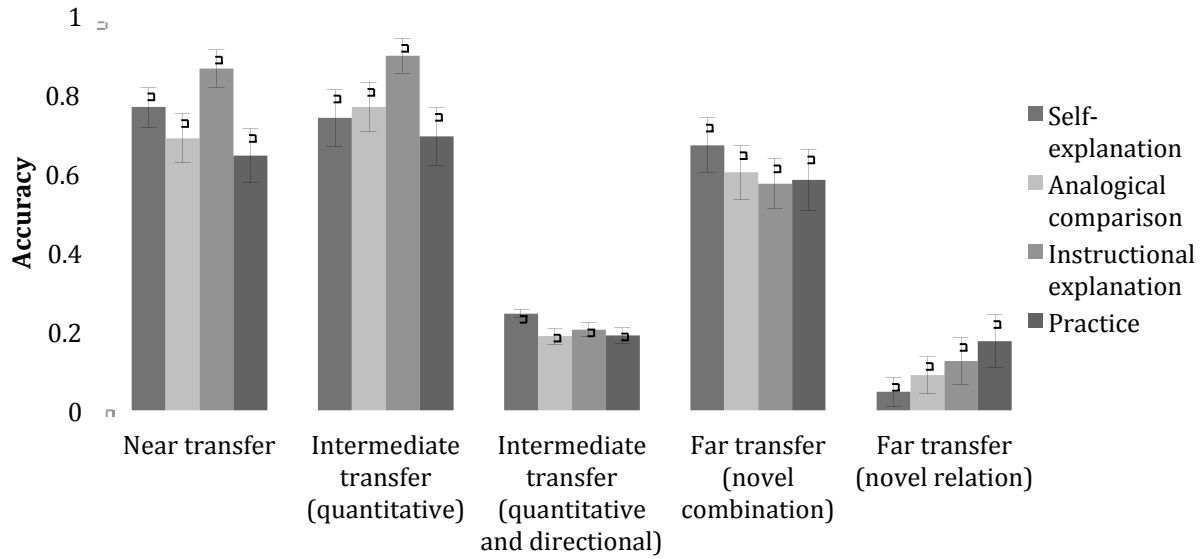 1
0.8
0.6
0.4
0.2
0
Accuracy
Near transfer
Intermediate
transfer
(quantitative)
Intermediate
transfer
(quantitative
and directional)
Far transfer
(novel
combination)
Far transfer
(novel relation)
Self-
explanation
Analogical
comparison
Instructional
explanation
Practice